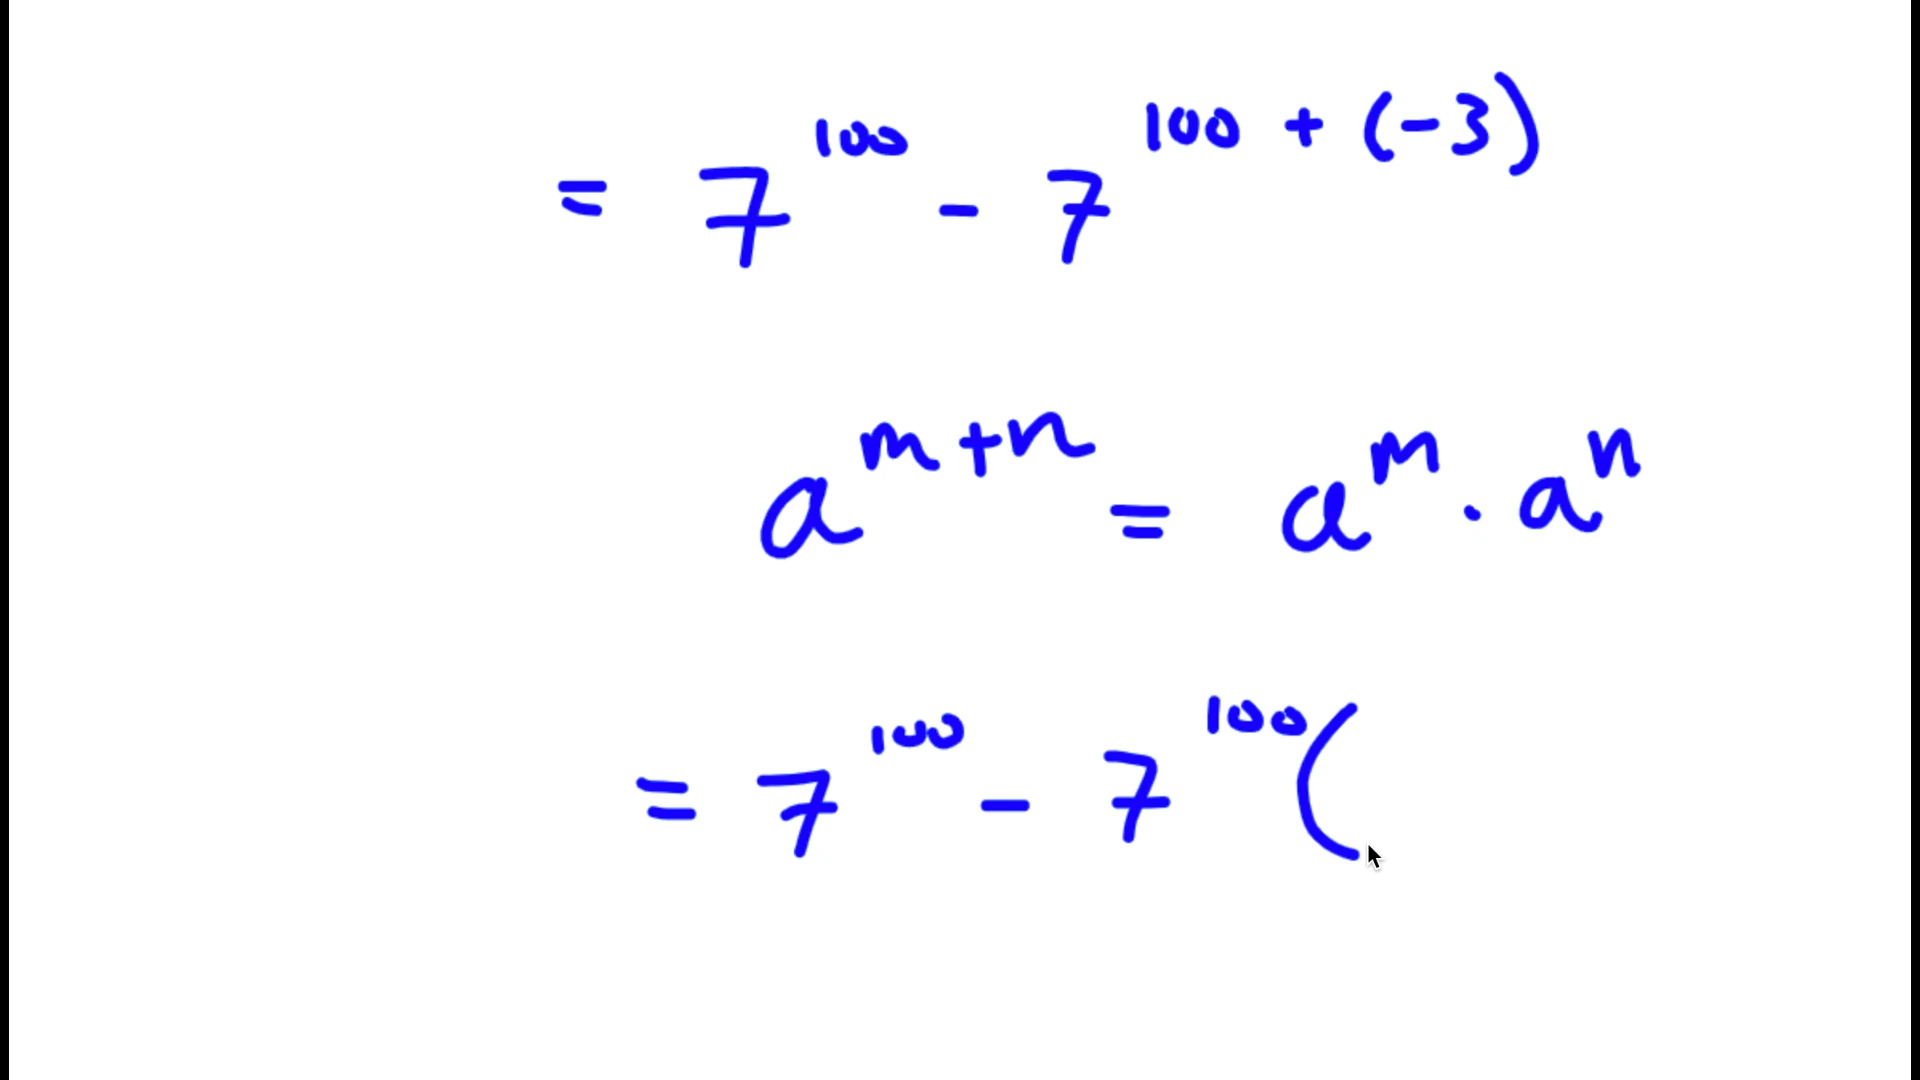 = 7^100 - 7^100 + (-3)
a^m+n = a^m · a^n
= 7^100 - 7^100 (